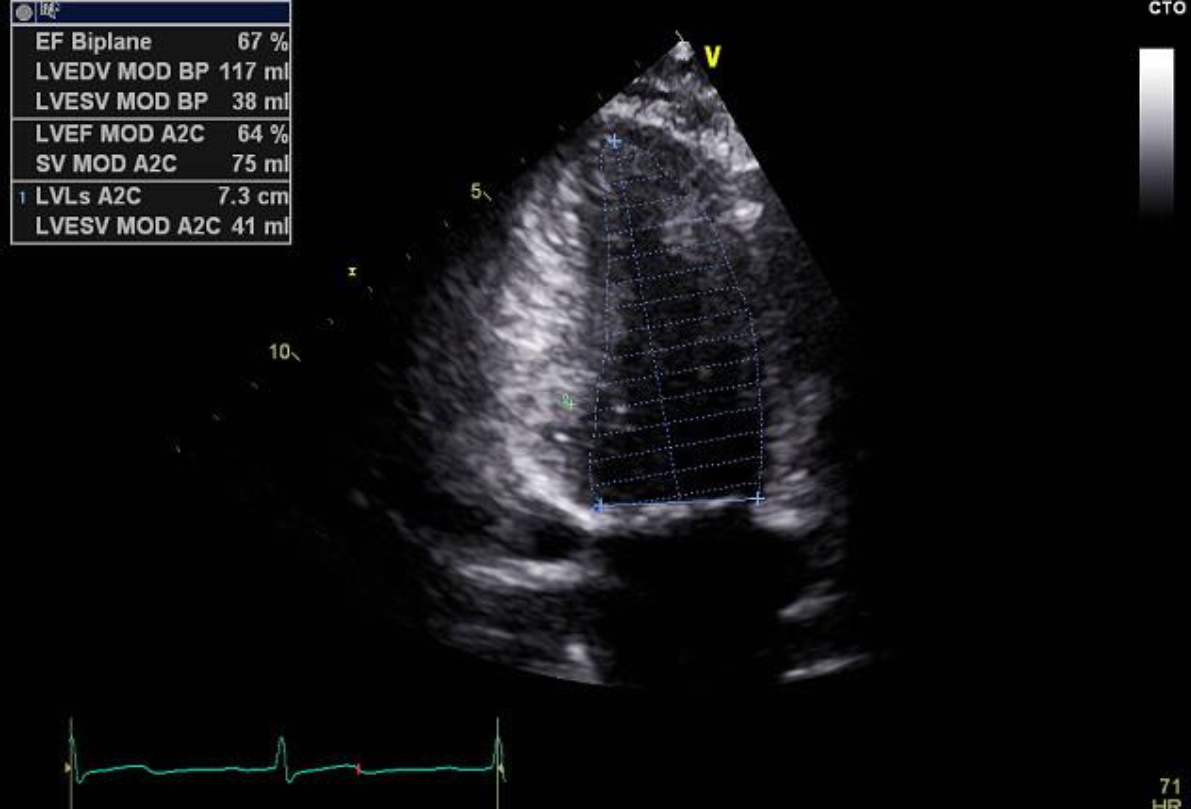 CTO
EF Biplane 67 %
LVEDV MOD BP 117 ml
LVESV MOD BP 38 ml
LVEF MOD A2C 64 %
SV MOD A2C 75 ml
1 LVLs A2C 7.3 cm
LVESV MOD A2C 41 ml
V
5
10
2
71
HR